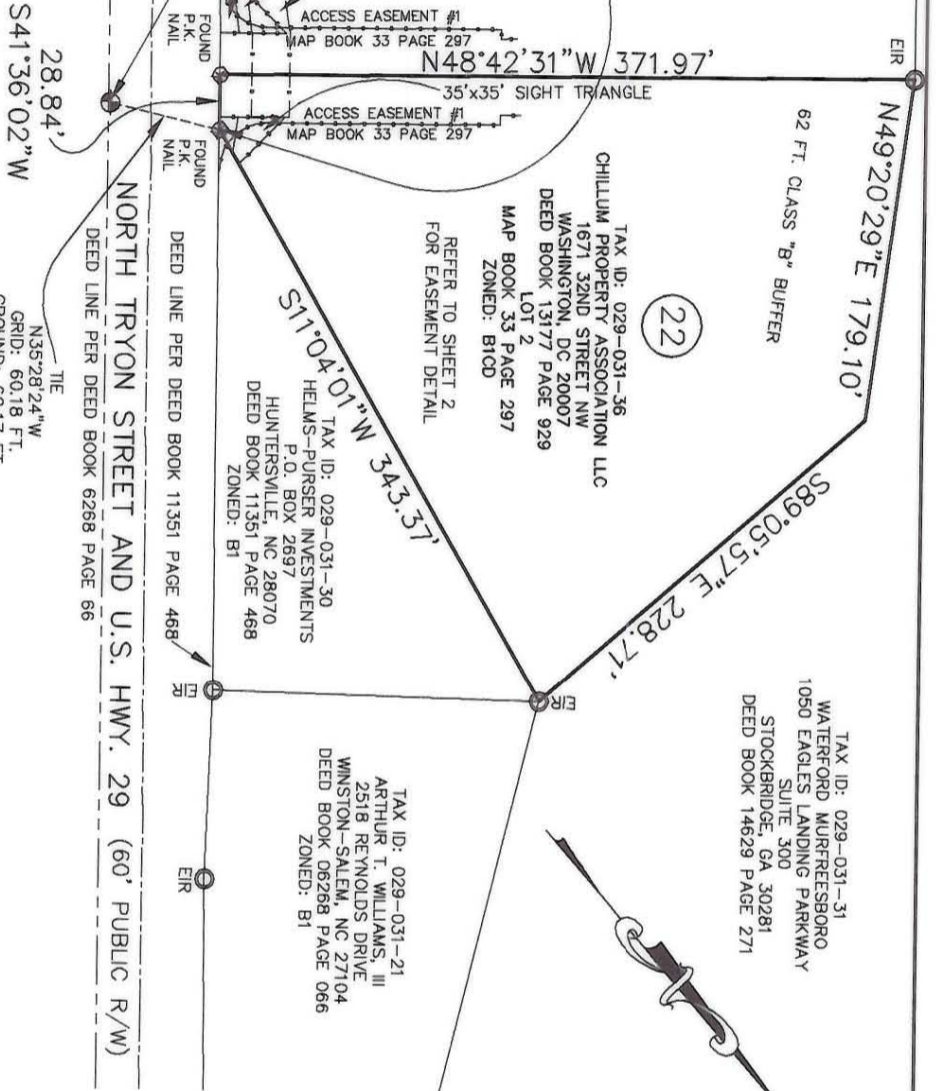 ACCESS EASEMENT #1
MAP BOOK 33 PAGE 297
FOUND
P.K.
NAIL
N48°42'31"W 371.97'
EIR
35'x35' SIGHT TRIANGLE
ACCESS EASEMENT #1
MAP BOOK 33 PAGE 297
FOUND
P.K.
NAIL
28.84'
S41°36'02"W
N49°20'29"E 179.10'
62 FT. CLASS "B" BUFFER
22
TAX ID: 029-031-36
CHILLUM PROPERTY ASSOCIATION LLC
1671 32ND STREET NW
WASHINGTON, DC 20007
DEED BOOK 13177 PAGE 929
LOT 2
MAP BOOK 33 PAGE 297
ZONED: B1CD
REFER TO SHEET 2
FOR EASEMENT DETAIL
S89°05'57"E 228.71'
S11°04'01"W 343.37'
TAX ID: 029-031-30
HELMS-PURSER INVESTMENTS
P.O. BOX 2697
HUNTERSVILLE, NC 28070
DEED BOOK 11351 PAGE 468
ZONED: B1
DEED LINE PER DEED BOOK 11351 PAGE 468
NORTH TRYON STREET AND U.S. HWY. 29 (60' PUBLIC R/W)
DEED LINE PER DEED BOOK 6268 PAGE 66
TIE
N35°28'24"W
GRID: 60.18 FT.
GROUND: 60.17 FT.
EIR
EIR
EIR
TAX ID: 029-031-31
WATERFORD MURFREESBORO
1050 EAGLES LANDING PARKWAY
SUITE 300
STOCKBRIDGE, GA 30281
DEED BOOK 14629 PAGE 271
TAX ID: 029-031-21
ARTHUR T. WILLIAMS, III
2518 REYNOLDS DRIVE
WINSTON-SALEM, NC 27104
DEED BOOK 06268 PAGE 066
ZONED: B1